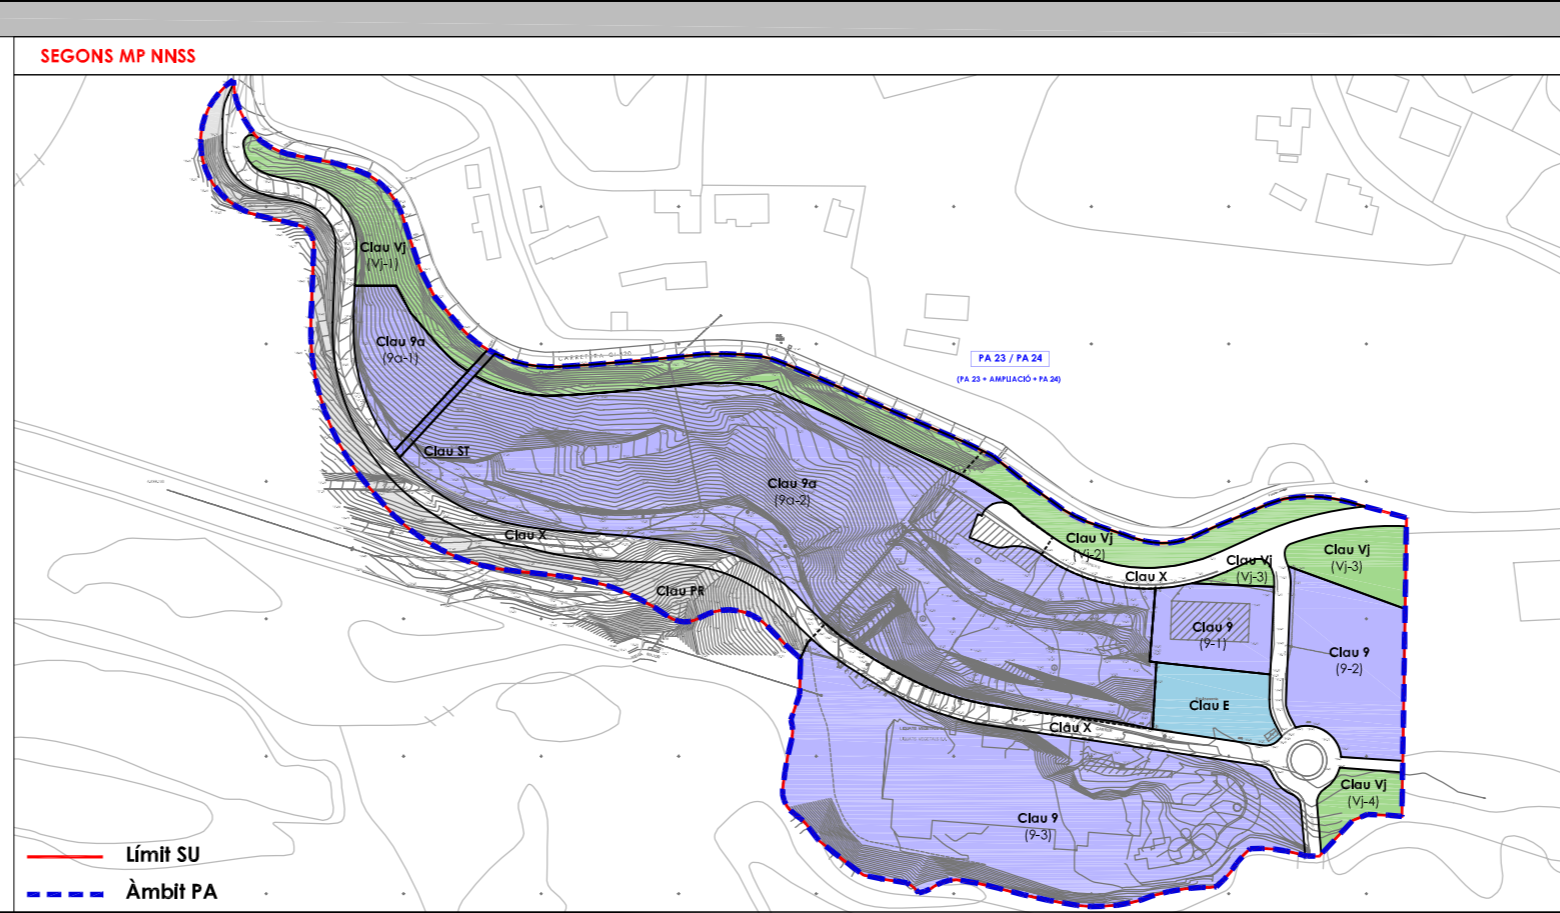 SEGONS MP NNSS
Clau Vj
(Vj-1)
Clau 9a
(9a-1)
PA 23 / PA 24
(PA 23 + AMPLIACIÓ + PA 24)
Clau ST
Clau 9a
(9a-2)
Clau X
Clau Vj
(Vj-2)
Clau Vj
(Vj-3)
Clau Vj
(Vj-3)
Clau X
Clau PR
Clau 9
(9-1)
Clau 9
(9-2)
Clau E
Clau X
Clau Vj
(Vj-4)
Clau 9
(9-3)
Límit SU
Àmbit PA